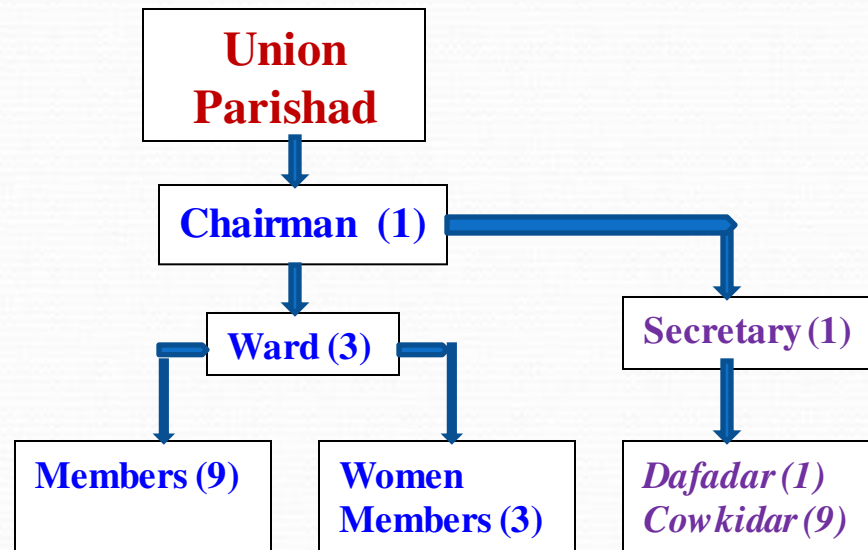 Union
Parishad
Chairman (1)
Ward (3)
Secretary (1)
Members (9)
Women
Members (3)
Dafadar (1)
Cowkidar (9)